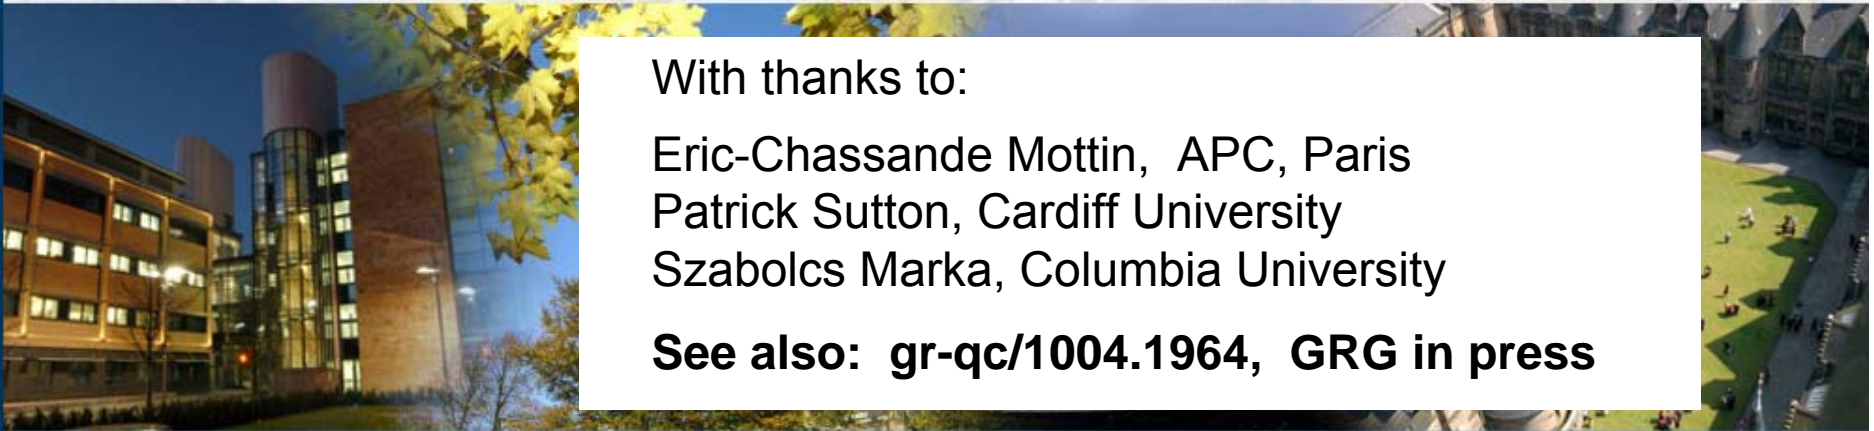 With thanks to:
Eric-Chassande Mottin, APC, Paris
Patrick Sutton, Cardiff University
Szabolcs Marka, Columbia University
See also: gr-qc/1004.1964, GRG in press